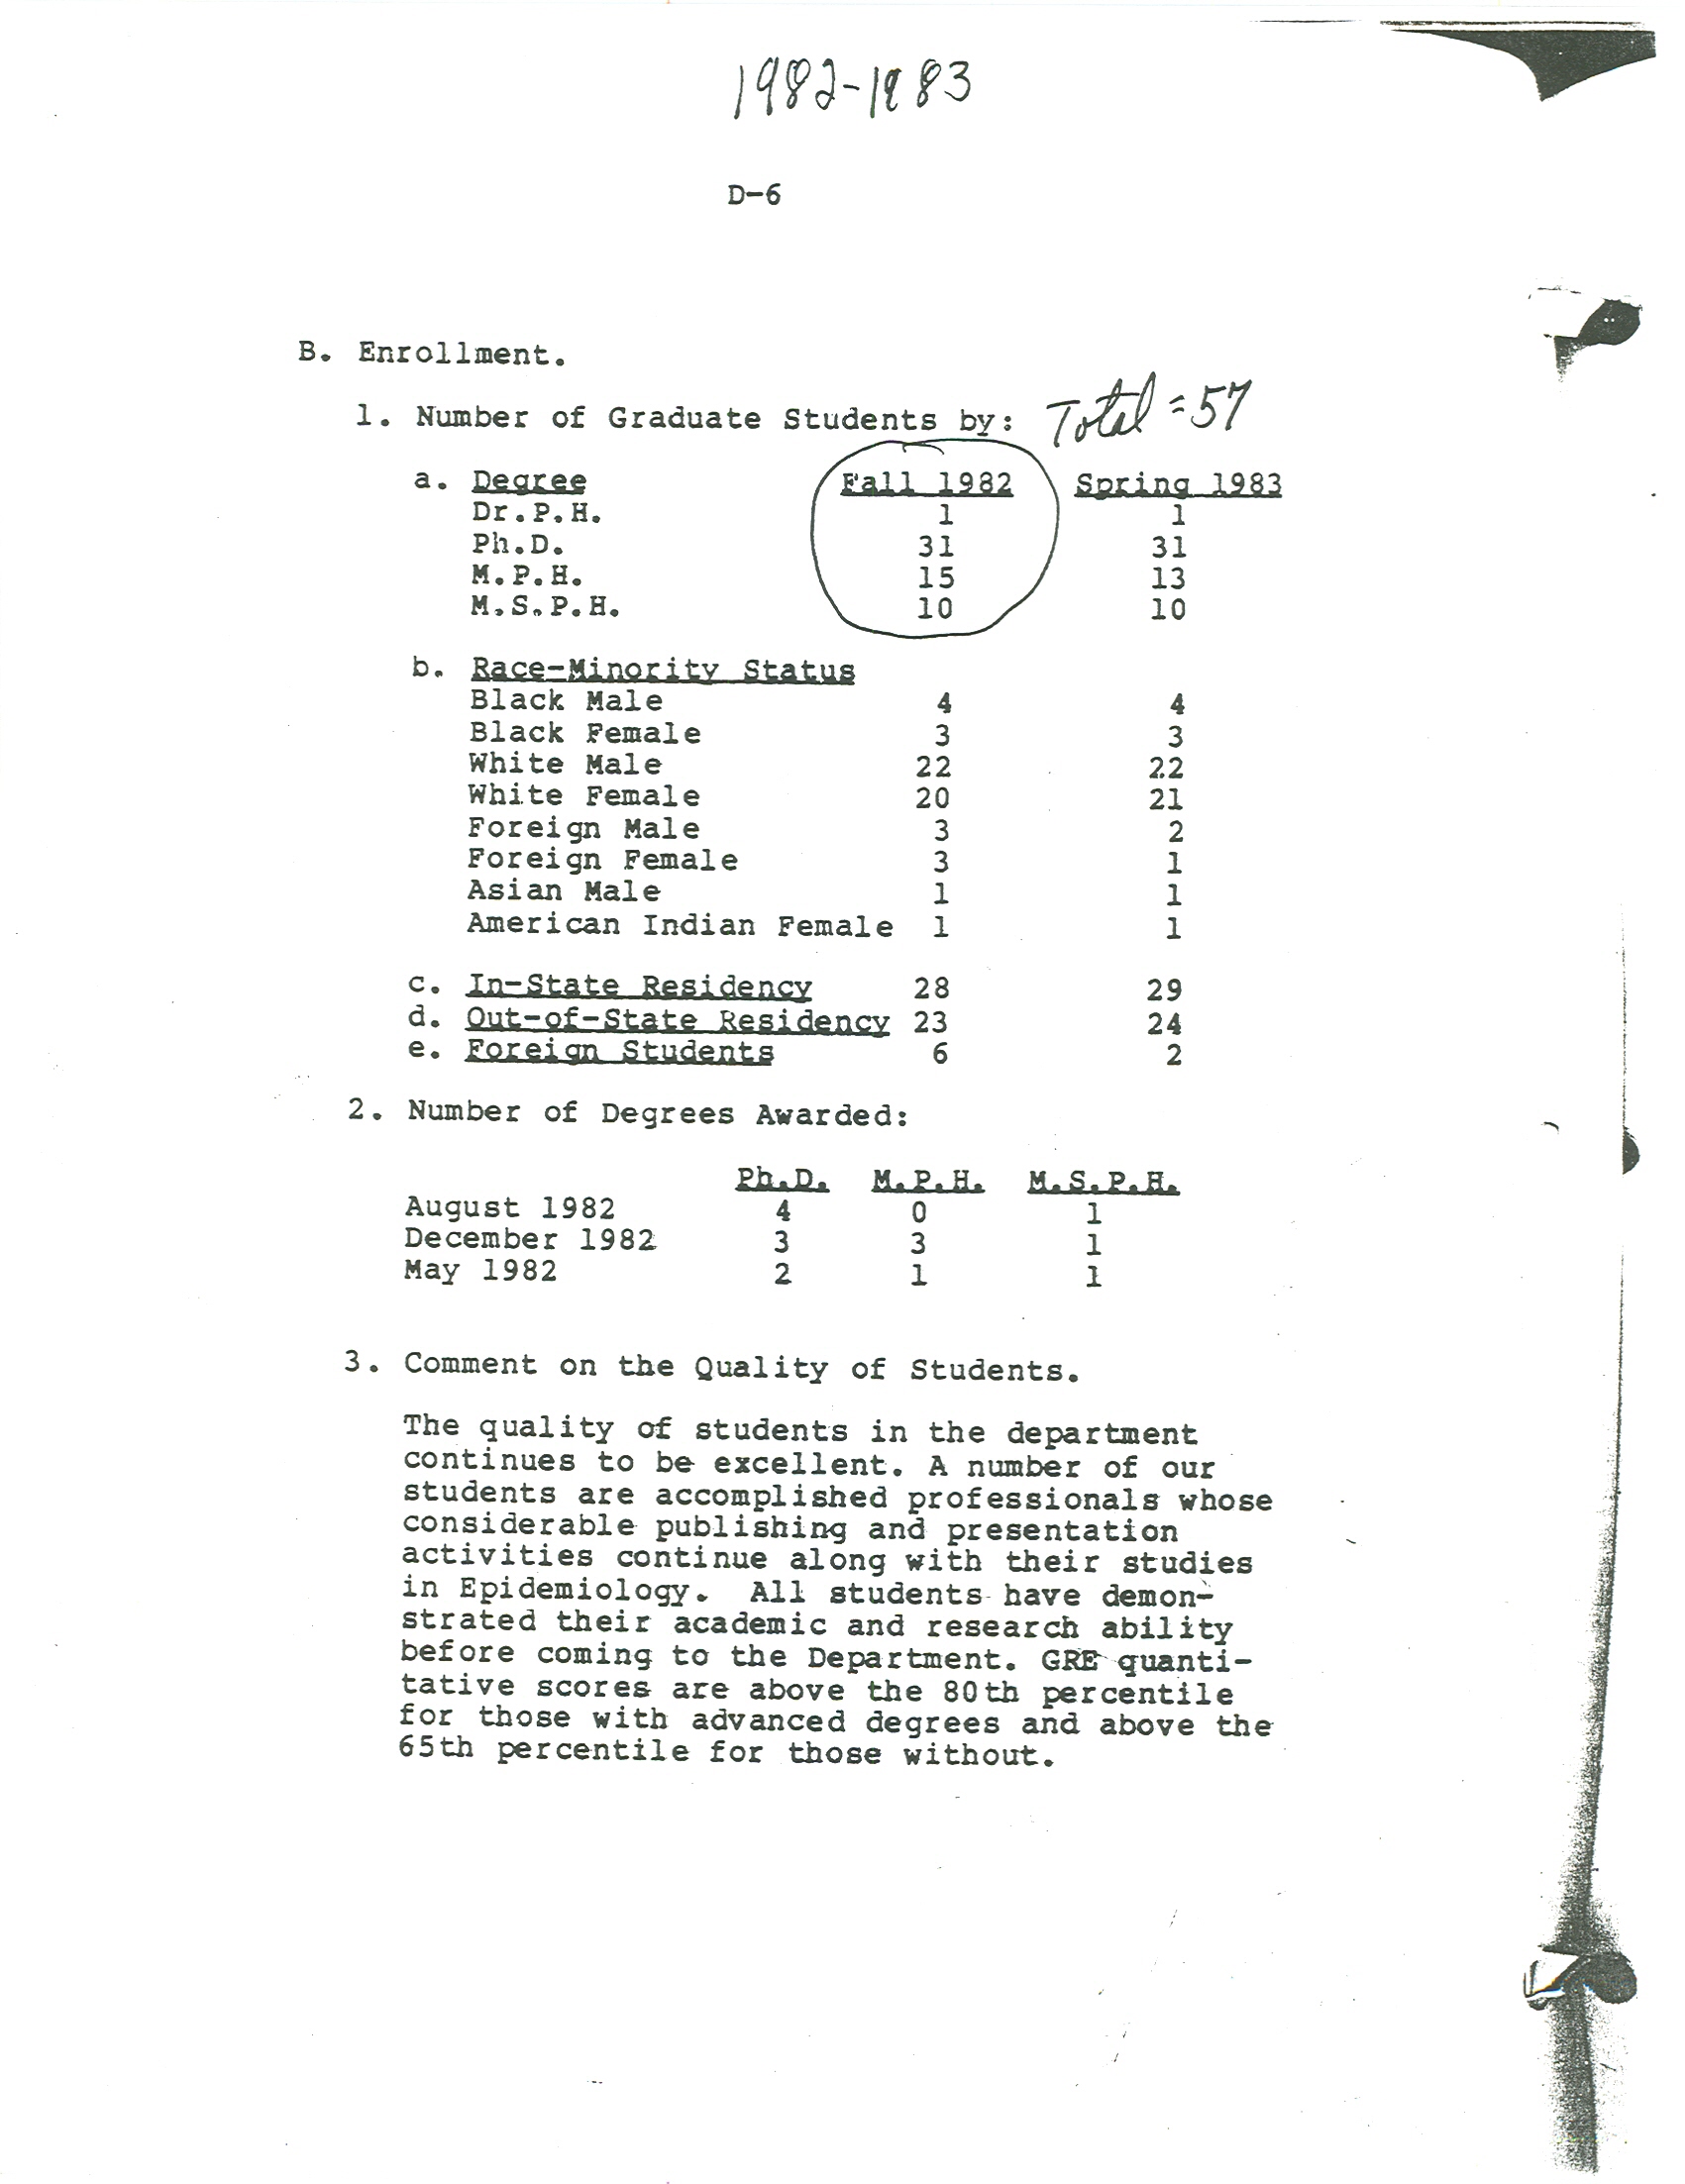 1982-1983
D-6
B. Enrollment.
1. Number of Graduate Students by: Total = 57
a. Degree Fall 1982 Spring 1983
Dr.P.H. 1 1
Ph.D. 31 31
M.P.H. 15 13
M.S.P.H. 10 10
b. Race-Minority Status
Black Male 4 4
Black Female 3 3
White Male 22 22
White Female 20 21
Foreign Male 3 2
Foreign Female 3 1
Asian Male 1 1
American Indian Female 1 1
c. In-State Residency 28 29
d. Out-of-State Residency 23 24
e. Foreign Students 6 2
2. Number of Degrees Awarded:
Ph.D. M.P.H. M.S.P.H.
August 1982 4 0 1
December 1982 3 3 1
May 1982 2 1 1
3. Comment on the Quality of Students.
The quality of students in the department
continues to be excellent. A number of our
students are accomplished professionals whose
considerable publishing and presentation
activities continue along with their studies
in Epidemiology. All students have demon-
strated their academic and research ability
before coming to the Department. GRE quanti-
tative scores are above the 80th percentile
for those with advanced degrees and above the
65th percentile for those without.